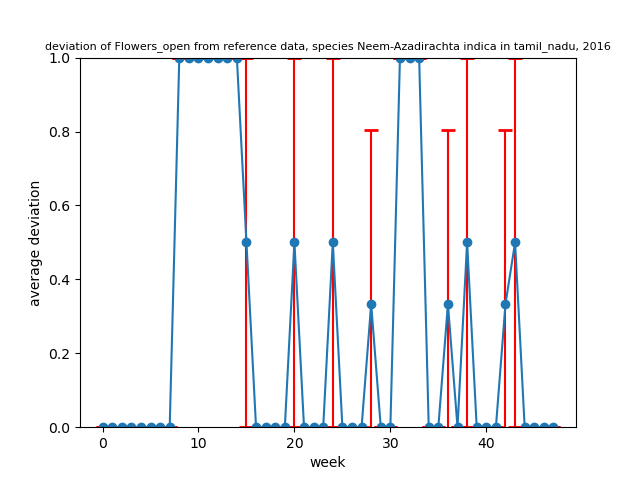 deviation of Flowers_open from reference data, species Neem-Azadirachta indica in tamil_nadu, 2016
1.0
0.8
0.6
0.4
0.2
0.0
average deviation
0 10 20 30 40
week